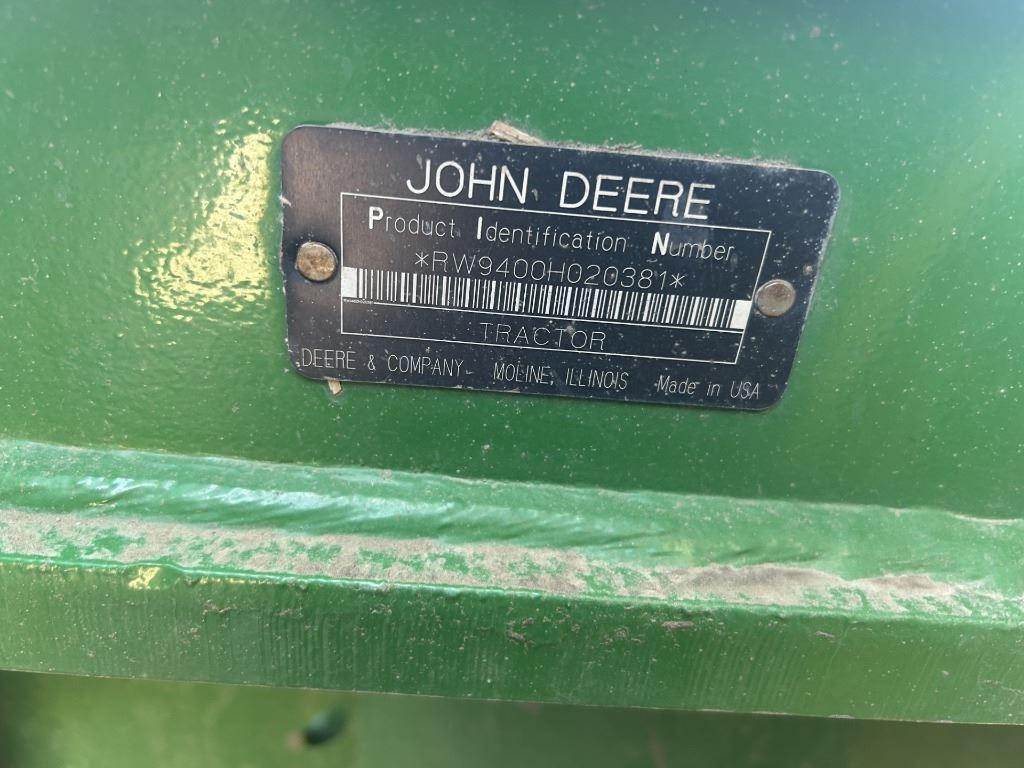 JOHN DEERE
Product Identification Number
*RW9400H020381*
TRACTOR
DEERE & COMPANY MOLINE, ILLINOIS Made in USA